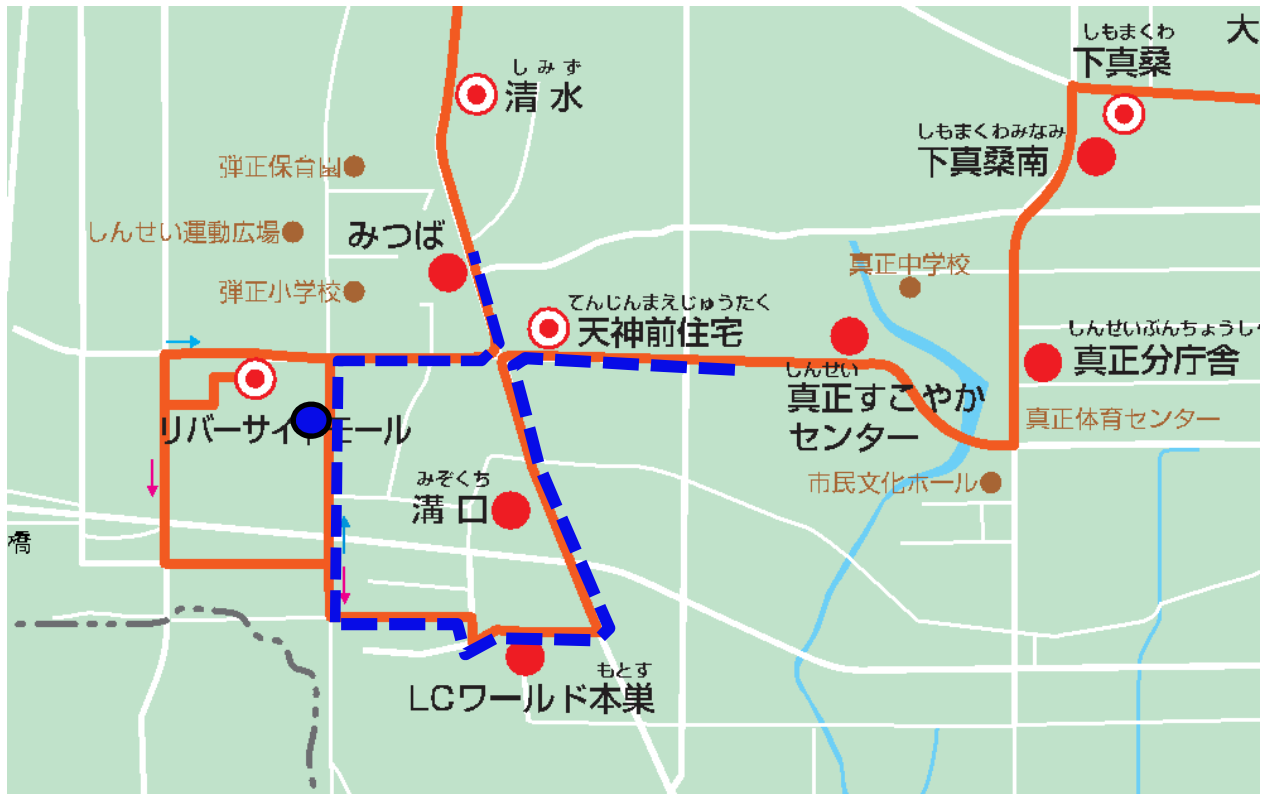 大
しもまくわ
下真桑
しみず
清水
しもまくわみなみ
下真桑南
弾正保育園
しんせい運動広場
みつば
弾正小学校
真正中学校
てんじんまえじゅうたく
天神前住宅
しんせいぶんちょうし
真正分庁舎
しんせい
真正すこやか
センター
真正体育センター
リバーサイドモール
みぞくち
溝口
市民文化ホール
橋
もとす
LCワールド本巣